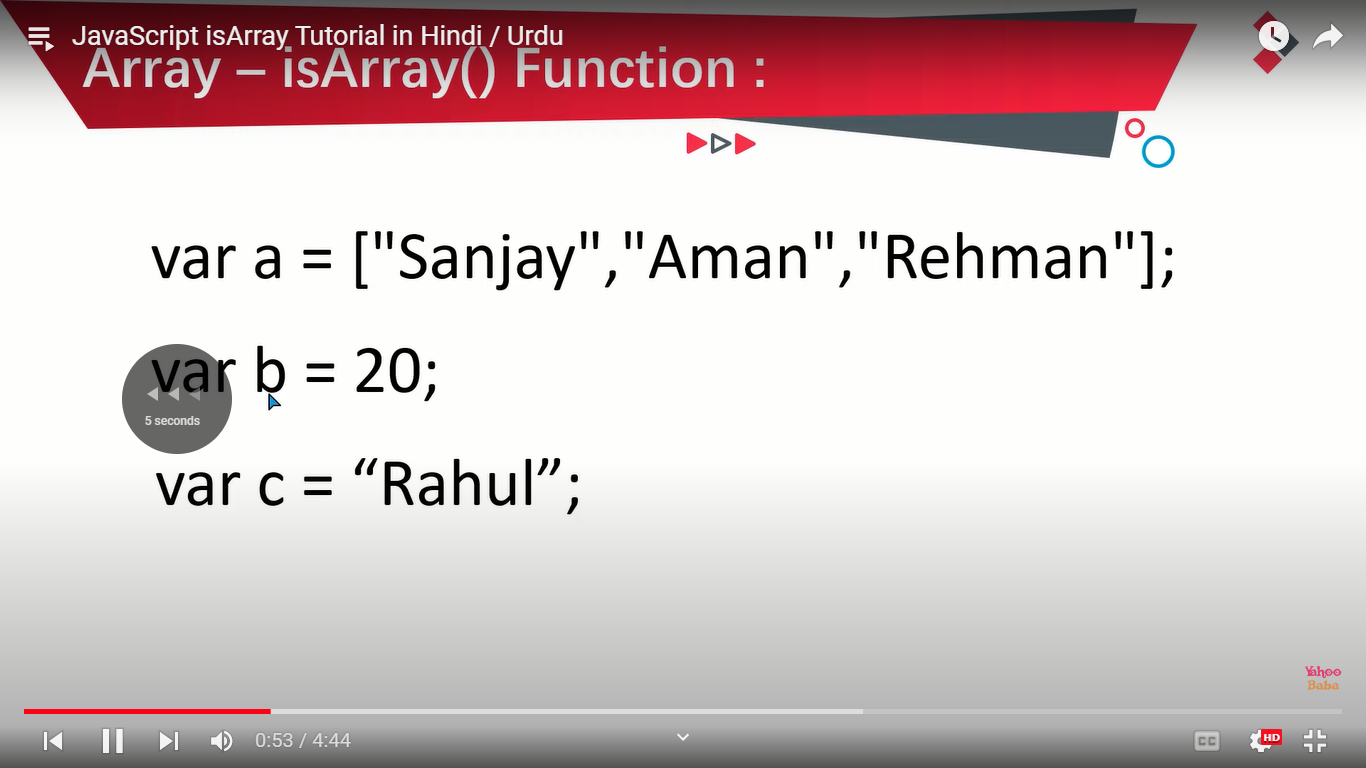 JavaScript isArray Tutorial in Hindi / Urdu
Array – isArray() Function :
var a = ["Sanjay","Aman","Rehman"];
var b = 20;
5 seconds
var c = “Rahul”;
Yahoo
Baba
0:53 / 4:44
CC
HD